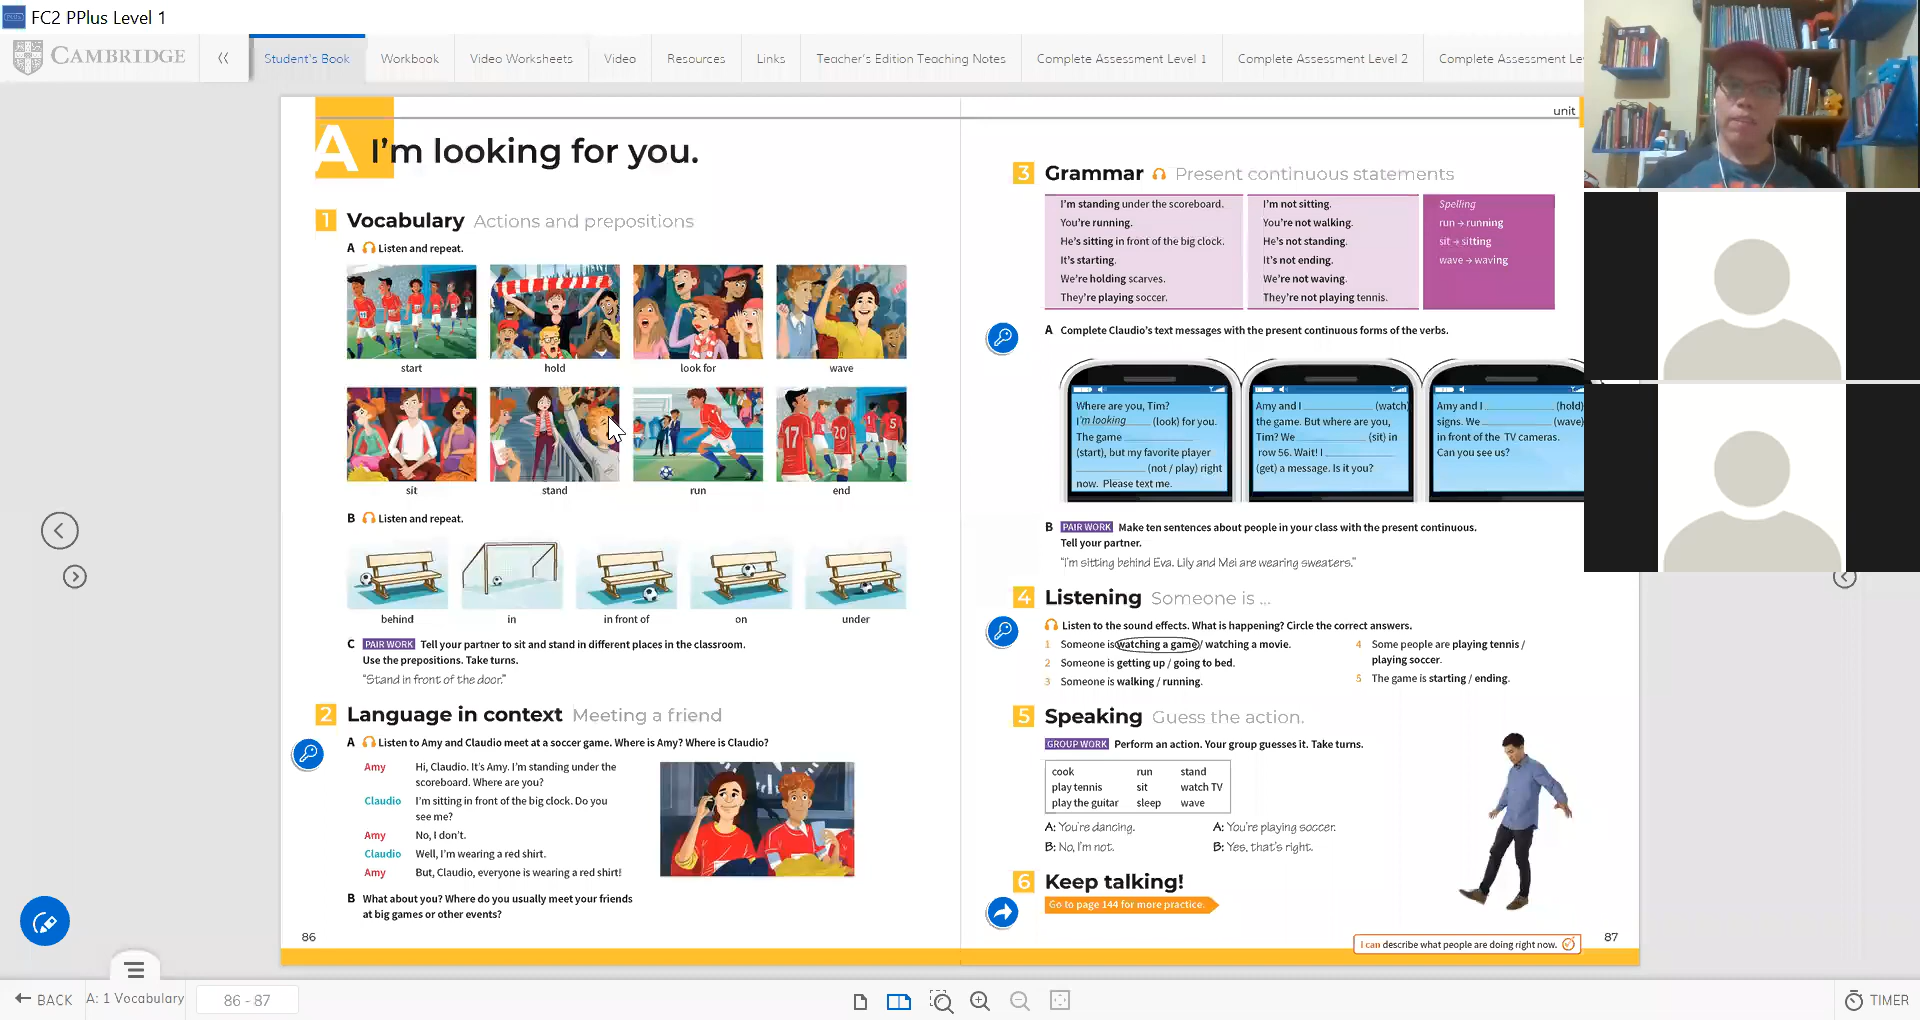 FC2 PPlus Level 1
CAMBRIDGE
Student's Book
Workbook
Video Worksheets
Video
Resources
Links
Teacher's Edition Teaching Notes
Complete Assessment Level 1
Complete Assessment Level 2
Complete Assessment
A I'm looking for you.
1 Vocabulary Actions and prepositions
A Listen and repeat.
start
hold
look for
wave
sit
stand
run
end
17
20
5
B Listen and repeat.
behind
in
in front of
on
under
C PAIR WORK Tell your partner to sit and stand in different places in the classroom.
Use the prepositions. Take turns.
"Stand in front of the door."
2 Language in context Meeting a friend
A Listen to Amy and Claudio meet at a soccer game. Where is Amy? Where is Claudio?
Amy Hi, Claudio. It's Amy. I'm standing under the
scoreboard. Where are you?
Claudio I'm sitting in front of the big clock. Do you
see me?
Amy No, I don't.
Claudio Well, I'm wearing a red shirt.
Amy But, Claudio, everyone is wearing a red shirt!
B What about you? Where do you usually meet your friends
at big games or other events?
86
unit
3 Grammar Present continuous statements
I'm standing under the scoreboard.
You're running.
He's sitting in front of the big clock.
It's starting.
We're holding scarves.
They're playing soccer.
I'm not sitting.
You're not walking.
He's not standing.
It's not ending.
We're not waving.
They're not playing tennis.
Spelling
run → running
sit → sitting
wave → waving
A Complete Claudio's text messages with the present continuous forms of the verbs.
Where are you, Tim?
I'm looking (look) for you.
The game ____________
(start), but my favorite player
____________ (not / play) right
now. Please text me.
Amy and I ____________ (watch)
the game. But where are you,
Tim? We ____________ (sit) in
row 56. Wait! I ____________
(get) a message. Is it you?
Amy and I ____________ (hold)
signs. We ____________ (wave)
in front of the TV cameras.
Can you see us?
B PAIR WORK Make ten sentences about people in your class with the present continuous.
Tell your partner.
"I'm sitting behind Eva. Lily and Mei are wearing sweaters."
4 Listening Someone is ...
Listen to the sound effects. What is happening? Circle the correct answers.
1 Someone is watching a game / watching a movie.
2 Someone is getting up / going to bed.
3 Someone is walking / running.
4 Some people are playing tennis /
playing soccer.
5 The game is starting / ending.
5 Speaking Guess the action.
GROUP WORK Perform an action. Your group guesses it. Take turns.
cook run stand
play tennis sit watch TV
play the guitar sleep wave
A: You're dancing.
B: No, I'm not.
A: You're playing soccer.
B: Yes, that's right.
6 Keep talking!
Go to page 144 for more practice.
I can describe what people are doing right now.
87
BACK
A: 1 Vocabulary
86 - 87
TIMER